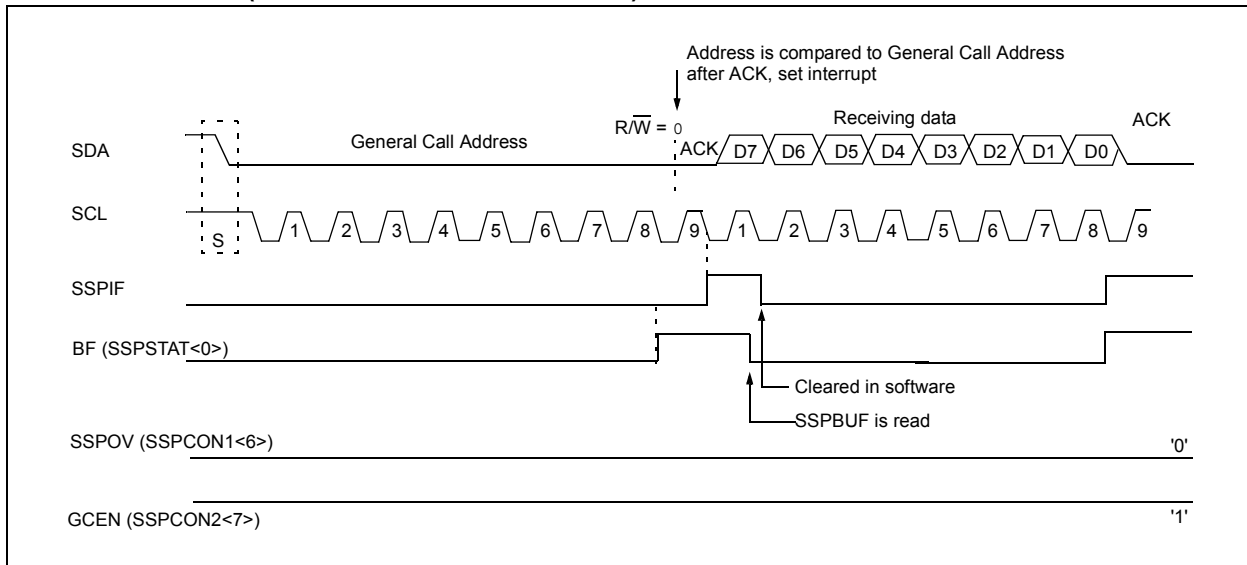 Address is compared to General Call Address
after ACK, set interrupt
R/W = 0
Receiving data
ACK
SDA
General Call Address
ACK
D7 D6 D5 D4 D3 D2 D1 D0
SCL
S
1 2 3 4 5 6 7 8 9 1 2 3 4 5 6 7 8 9
SSPIF
BF (SSPSTAT<0>)
Cleared in software
SSPBUF is read
SSPOV (SSPCON1<6>)
'0'
GCEN (SSPCON2<7>)
'1'